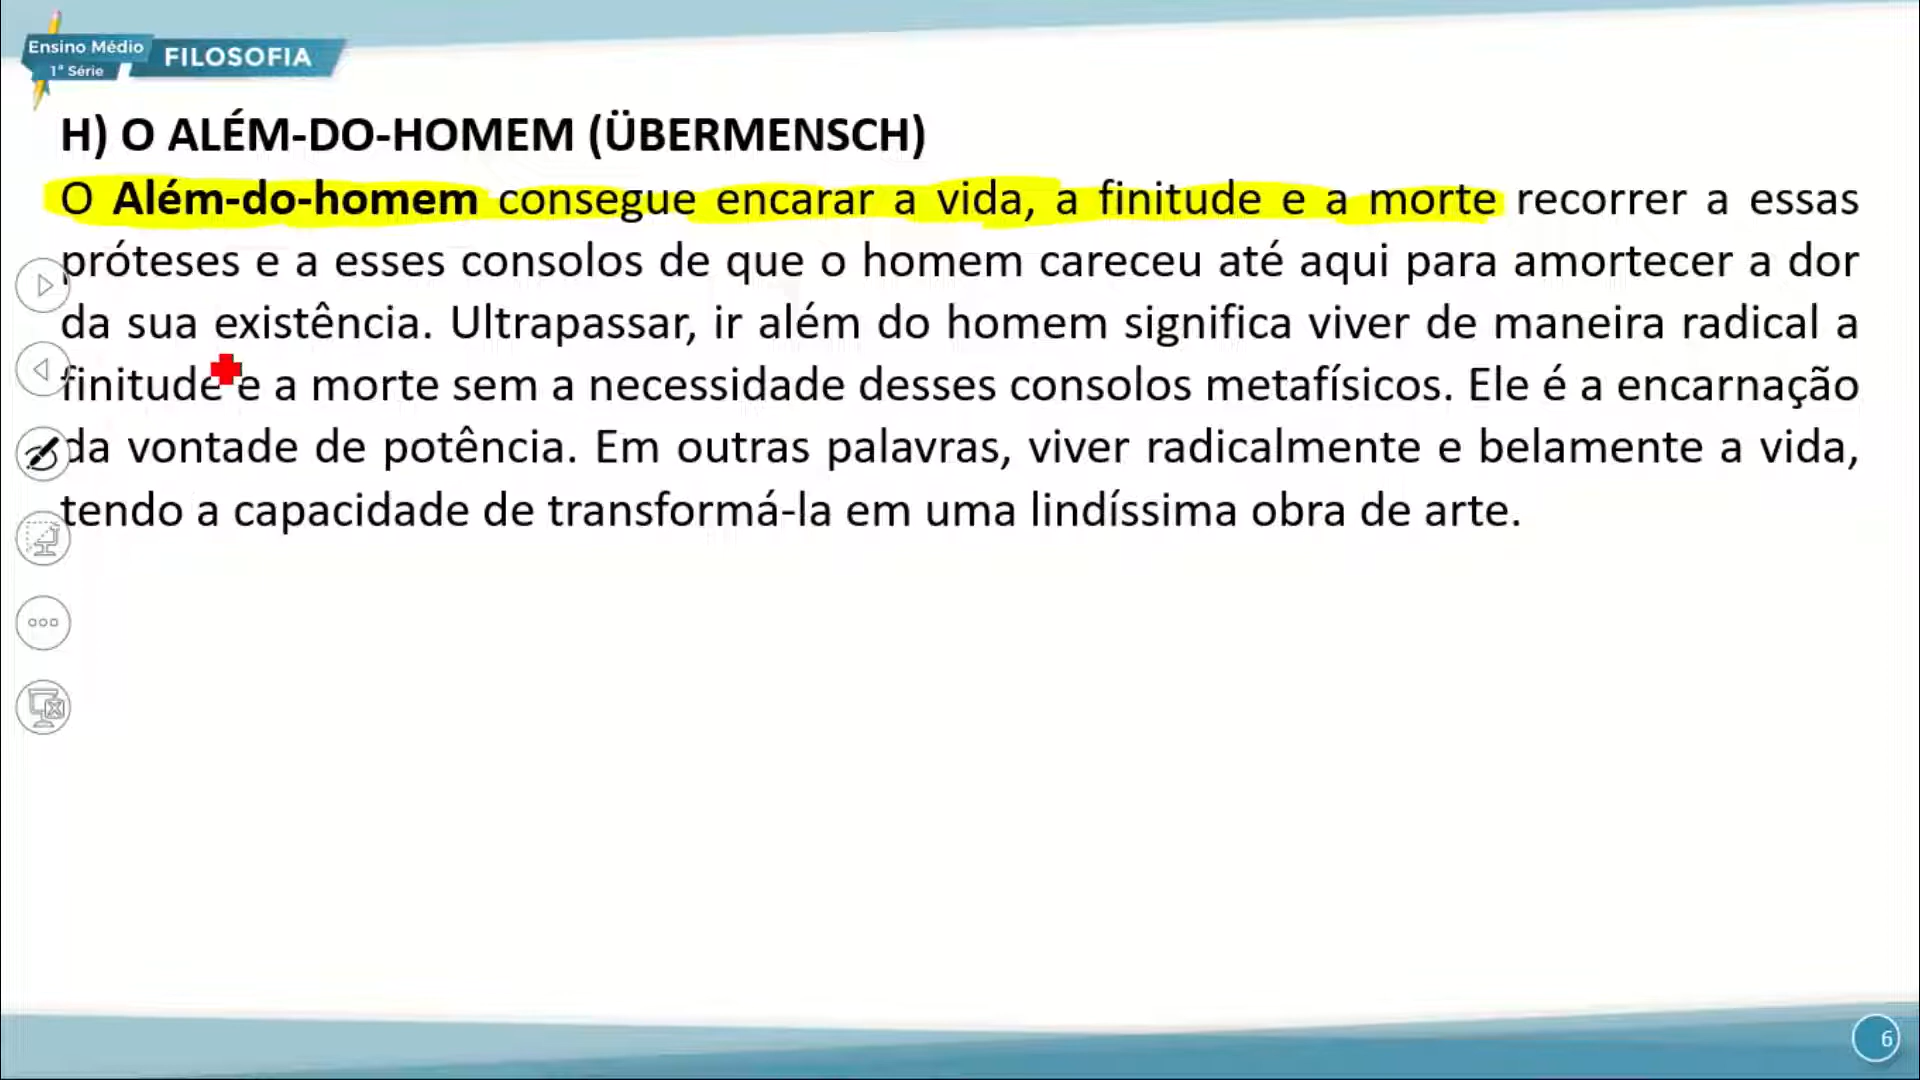 Ensino Médio
1ª Série
FILOSOFIA
H) O ALÉM-DO-HOMEM (ÜBERMENSCH)
O Além-do-homem consegue encarar a vida, a finitude e a morte recorrer a essas
próteses e a esses consolos de que o homem careceu até aqui para amortecer a dor
da sua existência. Ultrapassar, ir além do homem significa viver de maneira radical a
finitude e a morte sem a necessidade desses consolos metafísicos. Ele é a encarnação
da vontade de potência. Em outras palavras, viver radicalmente e belamente a vida,
tendo a capacidade de transformá-la em uma lindíssima obra de arte.
6